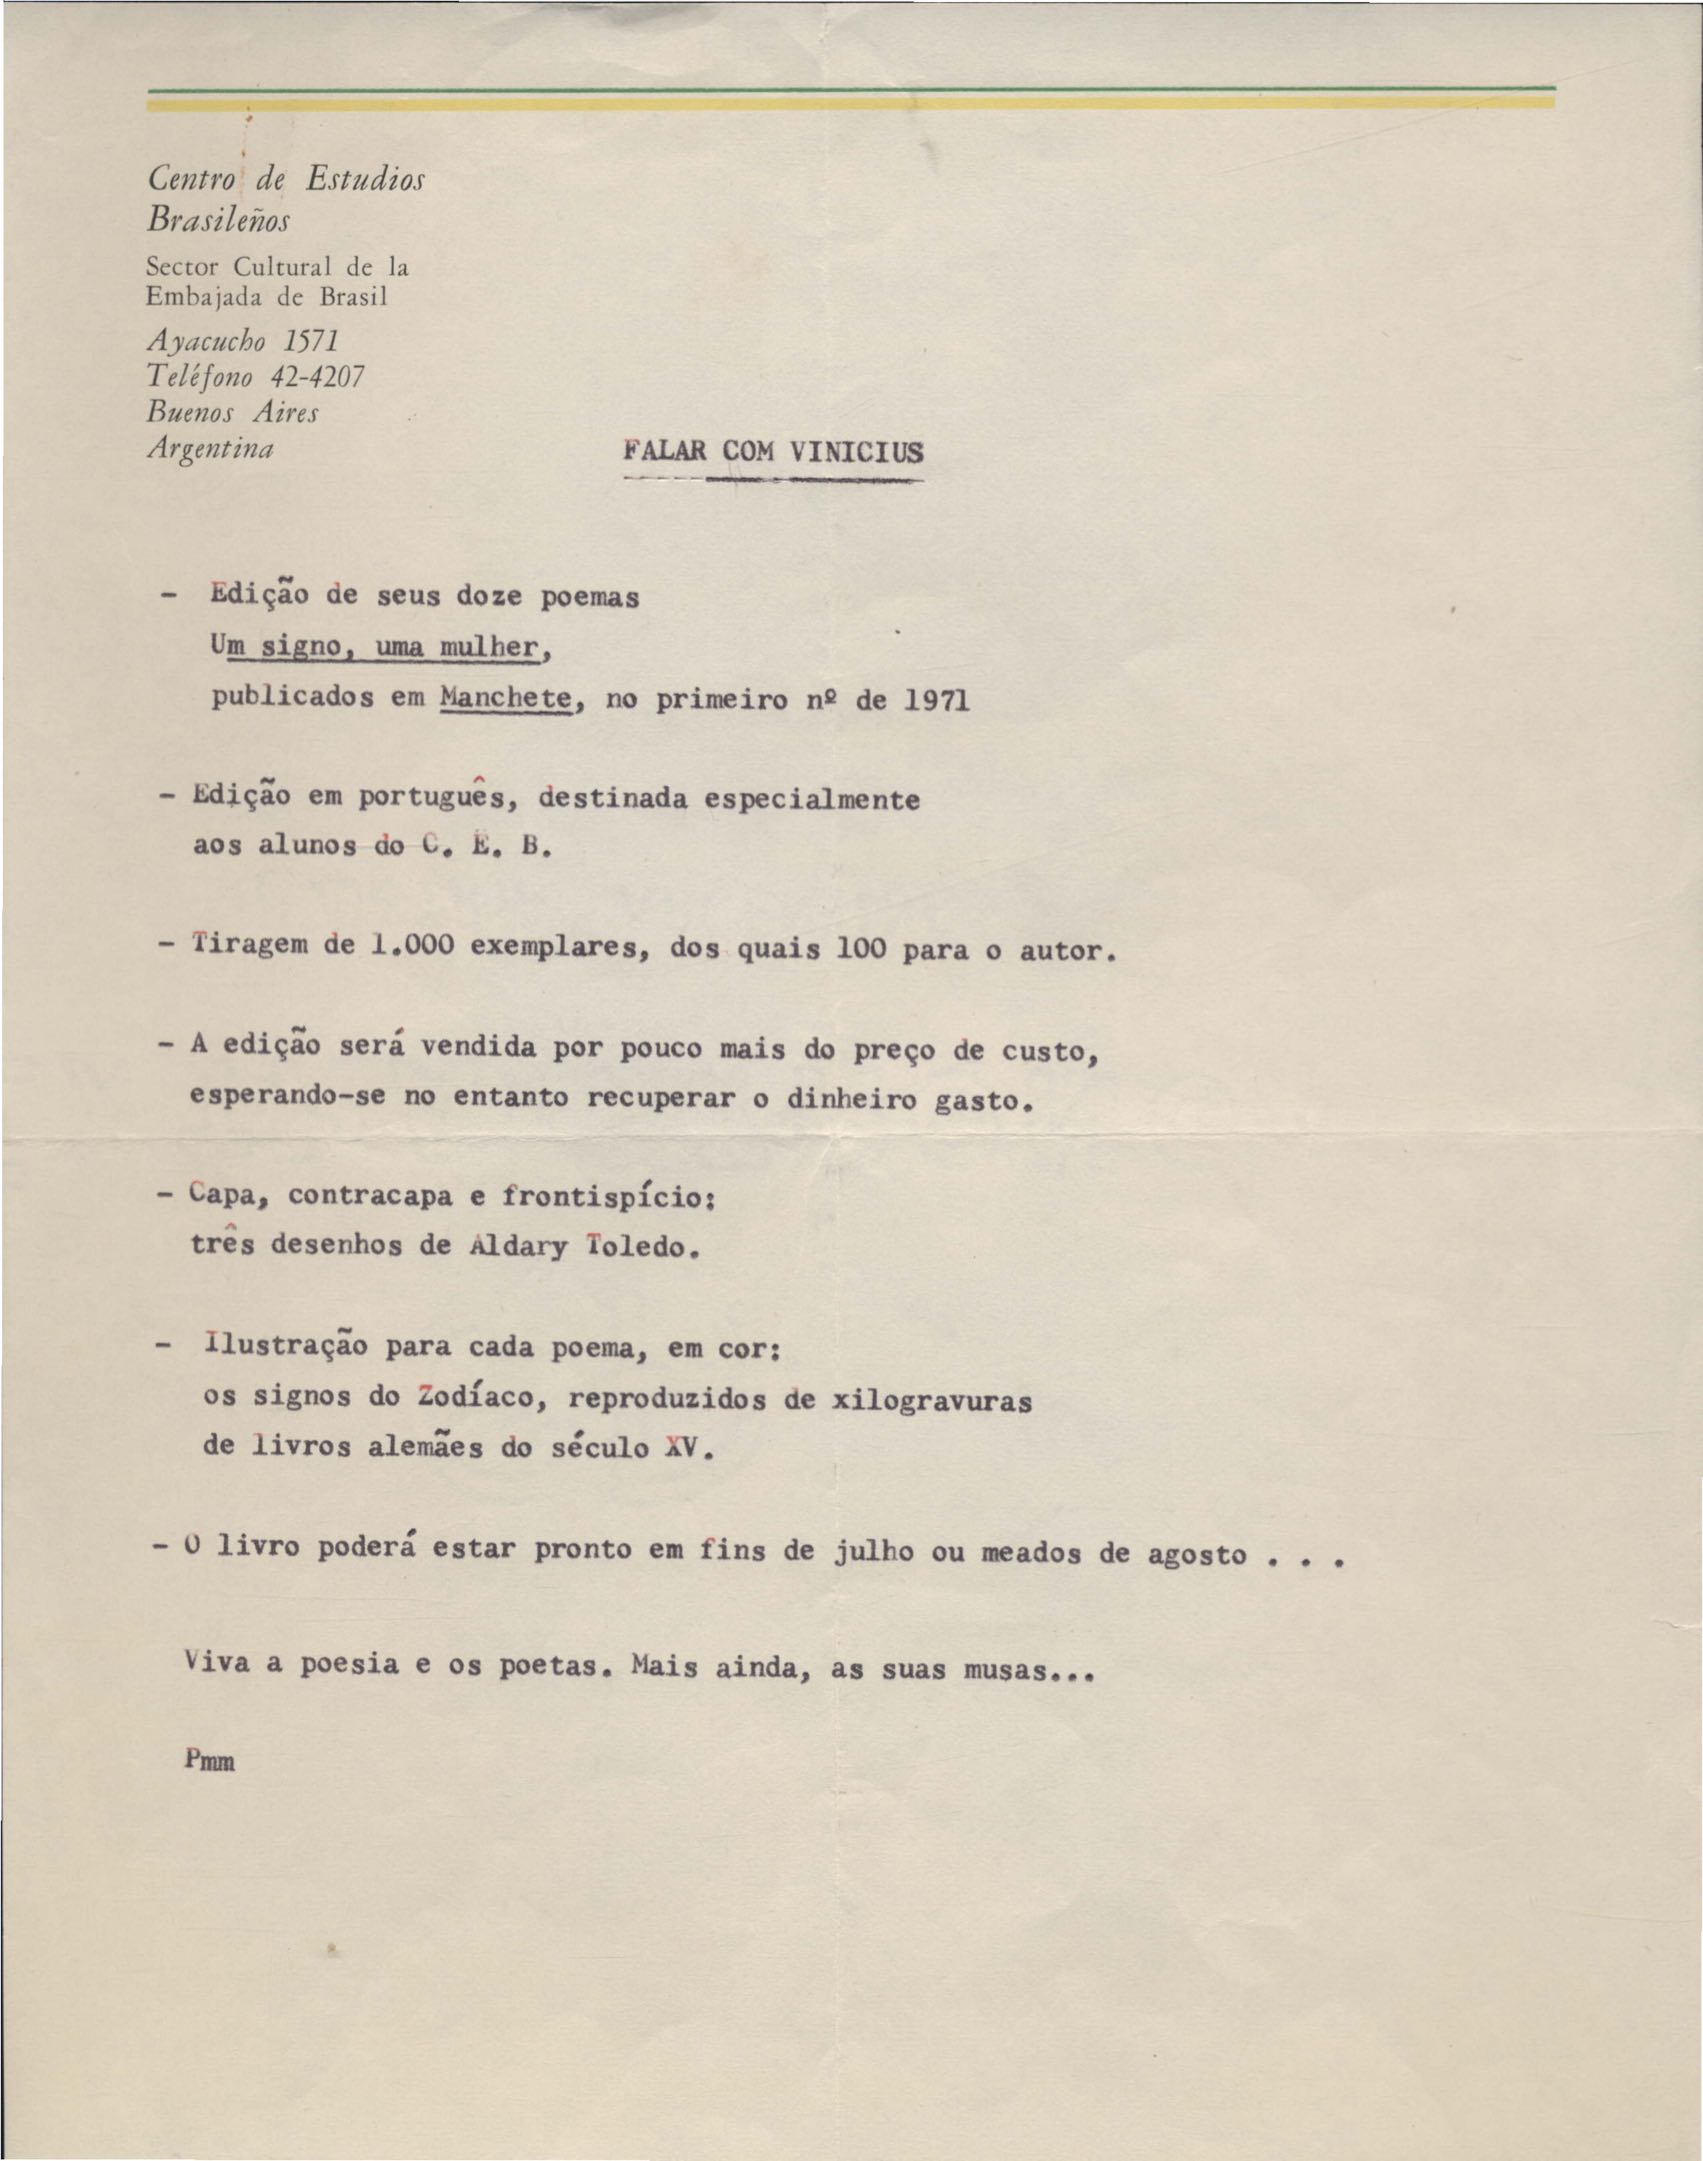 Centro de Estudios
Brasileños
Sector Cultural de la
Embajada de Brasil
Ayacucho 1571
Teléfono 42-4207
Buenos Aires
Argentina
FALAR COM VINICIUS
- Edição de seus doze poemas
Um signo, uma mulher,
publicados em Manchete, no primeiro nº de 1971
- Edição em português, destinada especialmente
aos alunos do C. E. B.
- Tiragem de 1.000 exemplares, dos quais 100 para o autor.
- A edição será vendida por pouco mais do preço de custo,
esperando-se no entanto recuperar o dinheiro gasto.
- Capa, contracapa e frontispício:
três desenhos de Aldary Toledo.
- Ilustração para cada poema, em cor:
os signos do Zodíaco, reproduzidos de xilogravuras
de livros alemães do século XV.
- O livro poderá estar pronto em fins de julho ou meados de agosto . . .
Viva a poesia e os poetas. Mais ainda, as suas musas...
Pmm